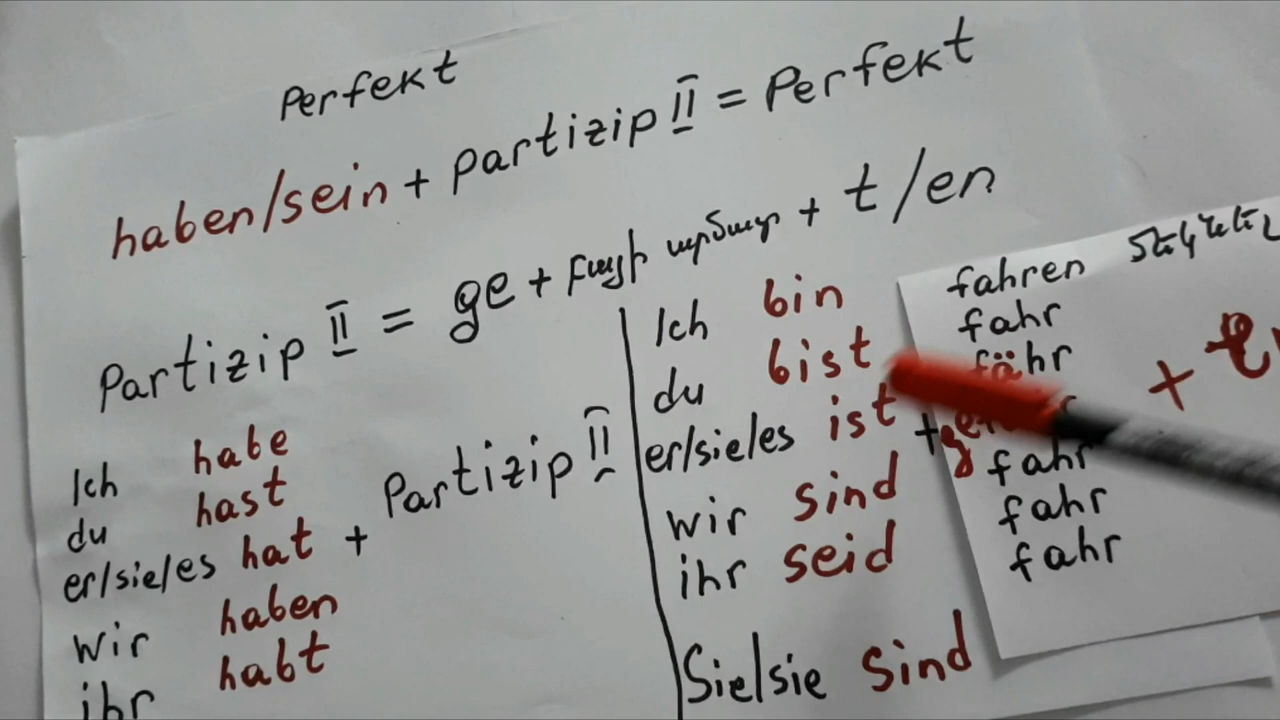 Perfekt
haben/sein + Partizip II = Perfekt
Partizip II = ge + բայի արմատ + t/en
Ich habe
du hast
er/sie/es hat + Partizip II
wir haben
ihr habt
Ich bin
du bist
er/sie/es ist +
wir sind
ihr seid
Sie/sie sind
fahren
fahr
fähr
fahr
fahr
fahr
+